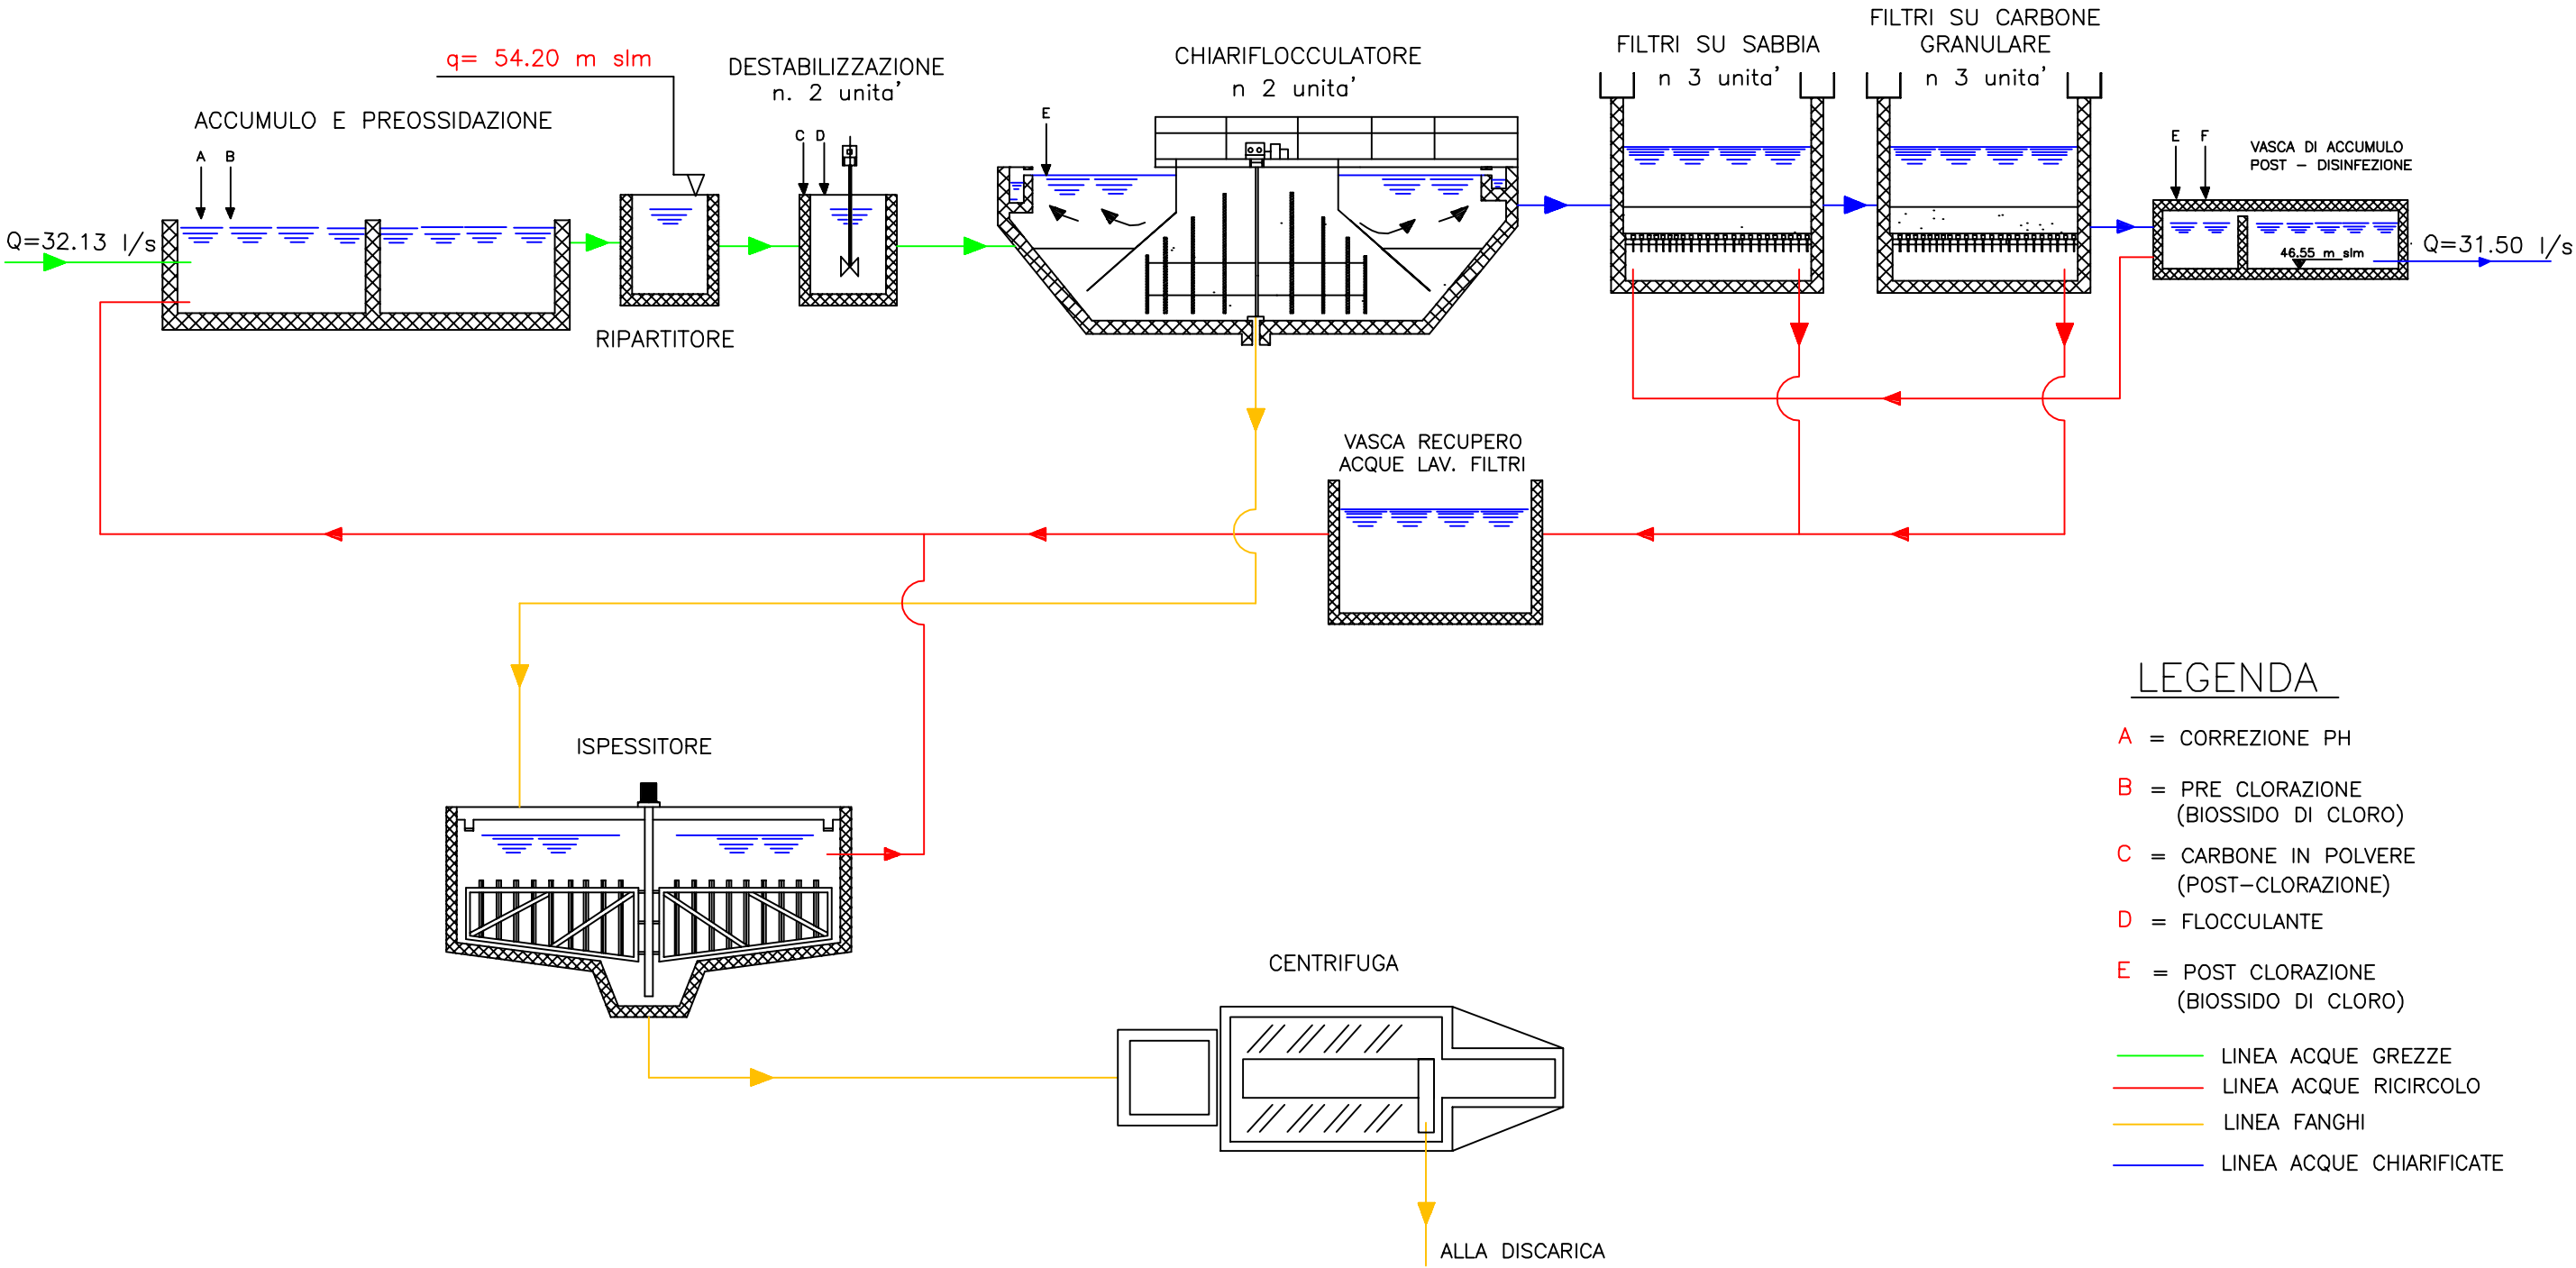 FILTRI SU CARBONE
GRANULARE
n 3 unita'
FILTRI SU SABBIA
n 3 unita'
CHIARIFLOCCULATORE
n 2 unita'
q= 54.20 m slm
DESTABILIZZAZIONE
n. 2 unita'
ACCUMULO E PREOSSIDAZIONE
A B
C D
E
E F
VASCA DI ACCUMULO
POST - DISINFEZIONE
Q=32.13 l/s
46.55 m slm
Q=31.50 l/s
RIPARTITORE
VASCA RECUPERO
ACQUE LAV. FILTRI
ISPESSITORE
CENTRIFUGA
ALLA DISCARICA
LEGENDA
A = CORREZIONE PH
B = PRE CLORAZIONE
(BIOSSIDO DI CLORO)
C = CARBONE IN POLVERE
(POST-CLORAZIONE)
D = FLOCCULANTE
E = POST CLORAZIONE
(BIOSSIDO DI CLORO)
LINEA ACQUE GREZZE
LINEA ACQUE RICIRCOLO
LINEA FANGHI
LINEA ACQUE CHIARIFICATE